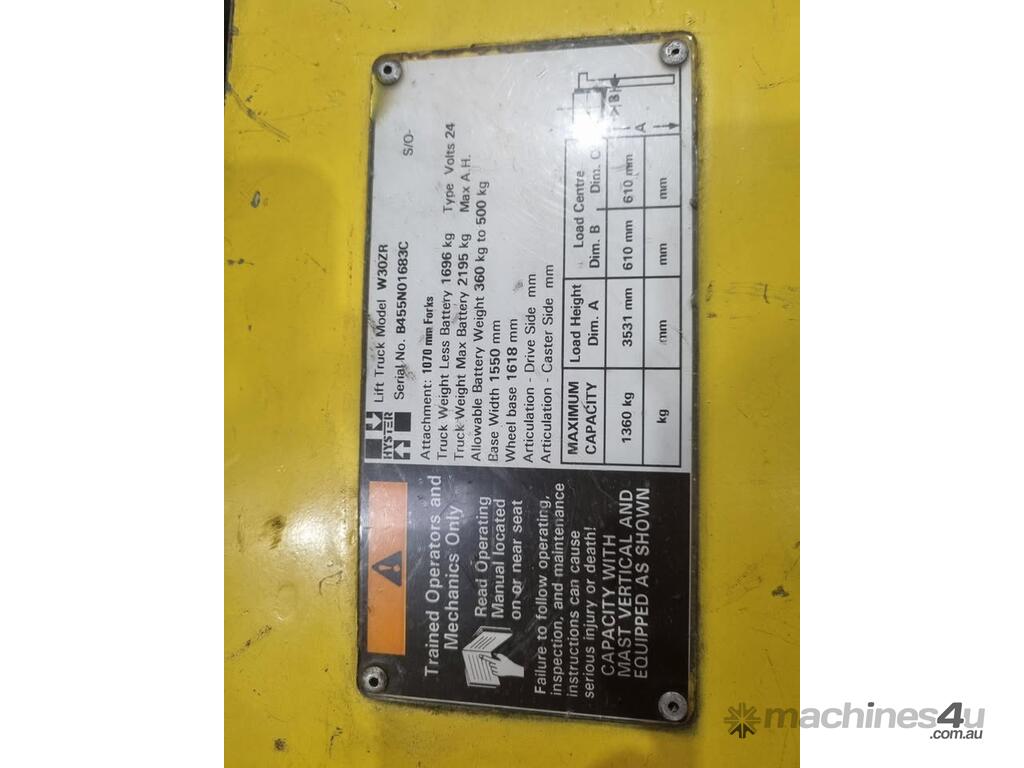 HYSTER
Lift Truck Model W30ZR
Serial No. B455N01683C S/O-
Attachment: 1070 mm Forks
Truck Weight Less Battery 1696 kg Type Volts 24
Truck Weight Max Battery 2195 kg Max A.H.
Allowable Battery Weight 360 kg to 500 kg
Base Width 1550 mm
Wheel base 1618 mm
Articulation - Drive Side mm
Articulation - Caster Side mm
MAXIMUM CAPACITY Load Height Dim. A Load Centre Dim. B Dim. C
1360 kg 3531 mm 610 mm 610 mm
kg mm mm mm
B
A
Trained Operators and
Mechanics Only
Read Operating
Manual located
on or near seat
Failure to follow operating,
inspection, and maintenance
instructions can cause
serious injury or death!
CAPACITY WITH
MAST VERTICAL AND
EQUIPPED AS SHOWN
machines4u
.com.au